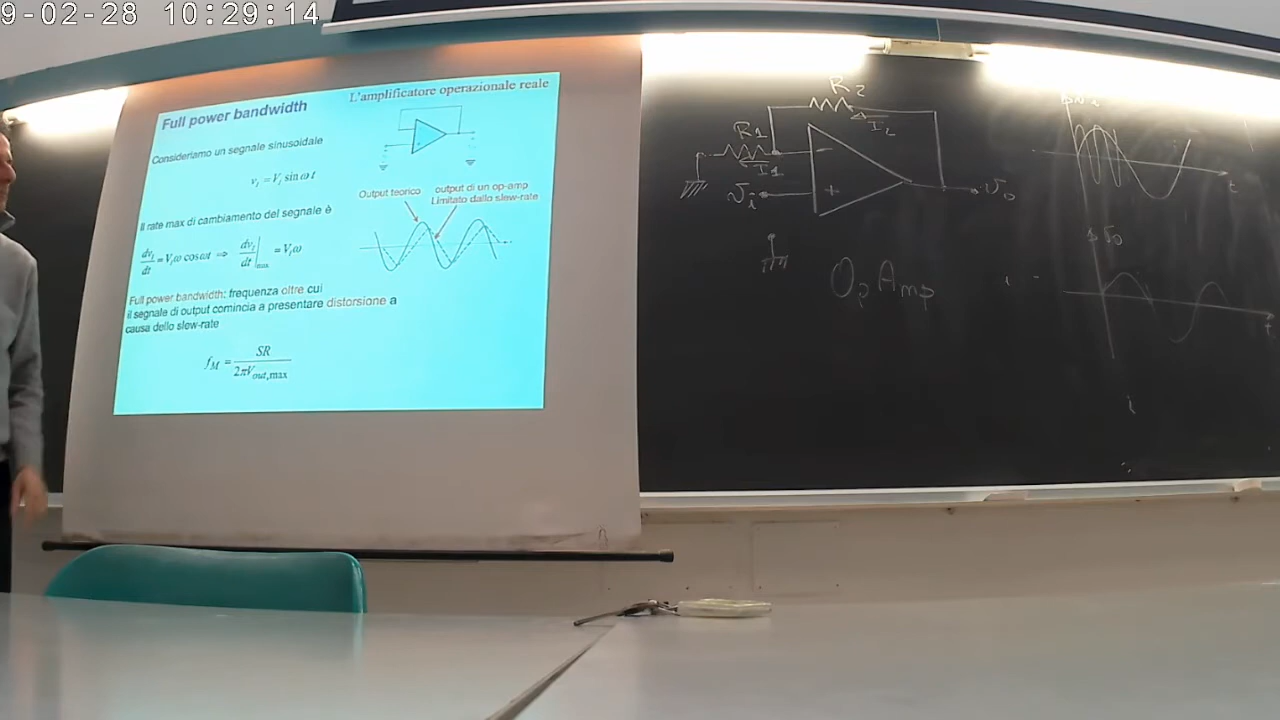 9-02-28 10:29:14
L'amplificatore operazionale reale
Full power bandwidth
Consideriamo un segnale sinusoidale
v_i = V_i sin ω t
Output teorico
output di un op-amp
Limitato dallo slew-rate
Il rate max di cambiamento del segnale è
dv_i/dt = V_i ω cos ωt ⇒ dv_i/dt|max = V_i ω
Full power bandwidth: frequenza oltre cui
il segnale di output comincia a presentare distorsione a
causa dello slew-rate
f_M = SR / 2πV_out,max
R2
I2
R1
I1
−
+
v_i
v_o
Op Amp
t
v_o
t